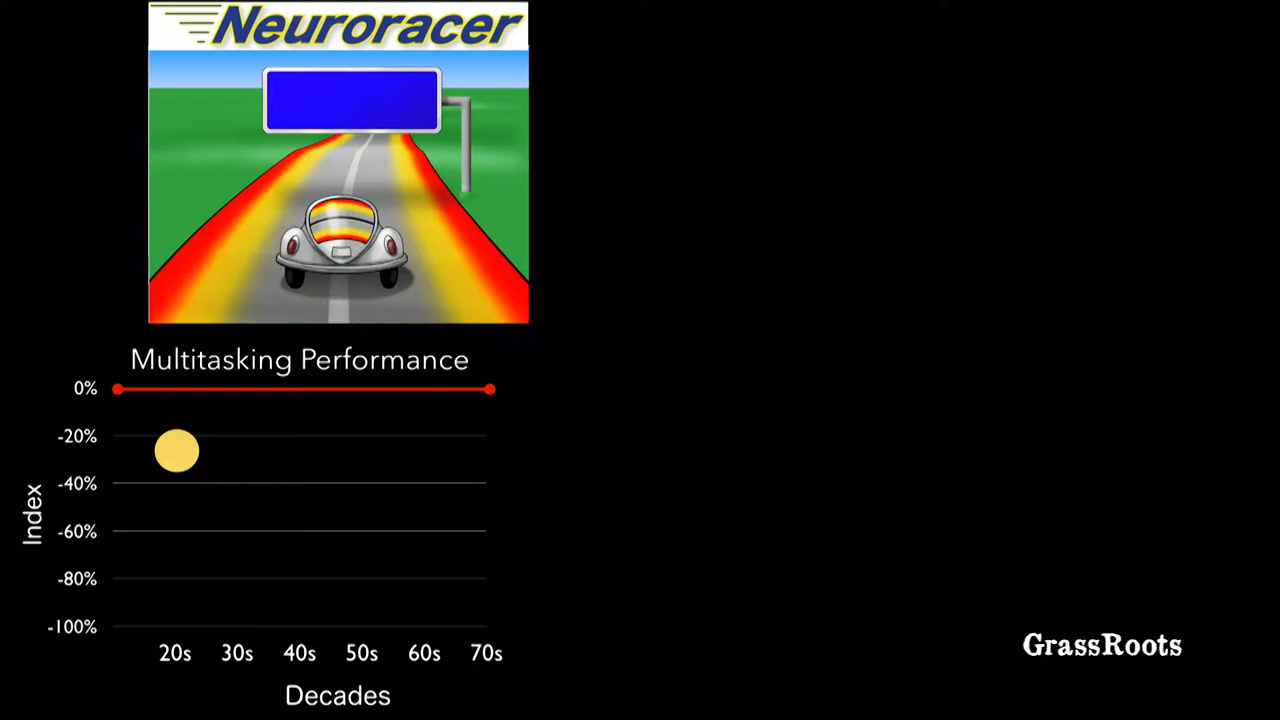 Neuroracer
Multitasking Performance
0%
-20%
-40%
-60%
-80%
-100%
Index
20s 30s 40s 50s 60s 70s
Decades
GrassRoots